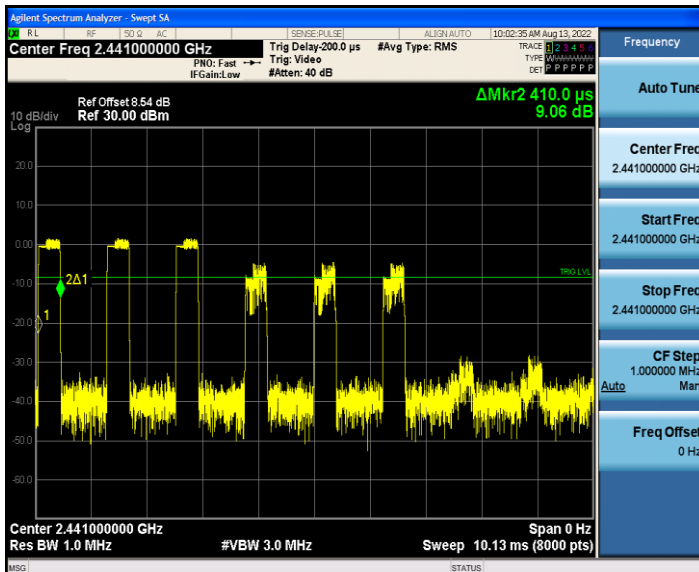 Agilent Spectrum Analyzer - Swept SA
RL RF 50 Ω AC SENSE:PULSE ALIGN AUTO 10:02:35 AM Aug 13, 2022
Center Freq 2.441000000 GHz
PNO: Fast
IFGain:Low
Trig Delay-200.0 µs
Trig: Video
#Atten: 40 dB
#Avg Type: RMS
TRACE 1 2 3 4 5 6
TYPE W
DET P P P P P P
ΔMkr2 410.0 µs
9.06 dB
Ref Offset 8.54 dB
10 dB/div Ref 30.00 dBm
Log
20.0
10.0
0.00
-10.0
-20.0
-30.0
-40.0
-50.0
-60.0
2Δ1
1
TRIG LVL
Center 2.441000000 GHz Span 0 Hz
Res BW 1.0 MHz #VBW 3.0 MHz Sweep 10.13 ms (8000 pts)
MSG STATUS
Frequency
Auto Tune
Center Freq
2.441000000 GHz
Start Freq
2.441000000 GHz
Stop Freq
2.441000000 GHz
CF Step
1.000000 MHz
Auto Man
Freq Offset
0 Hz